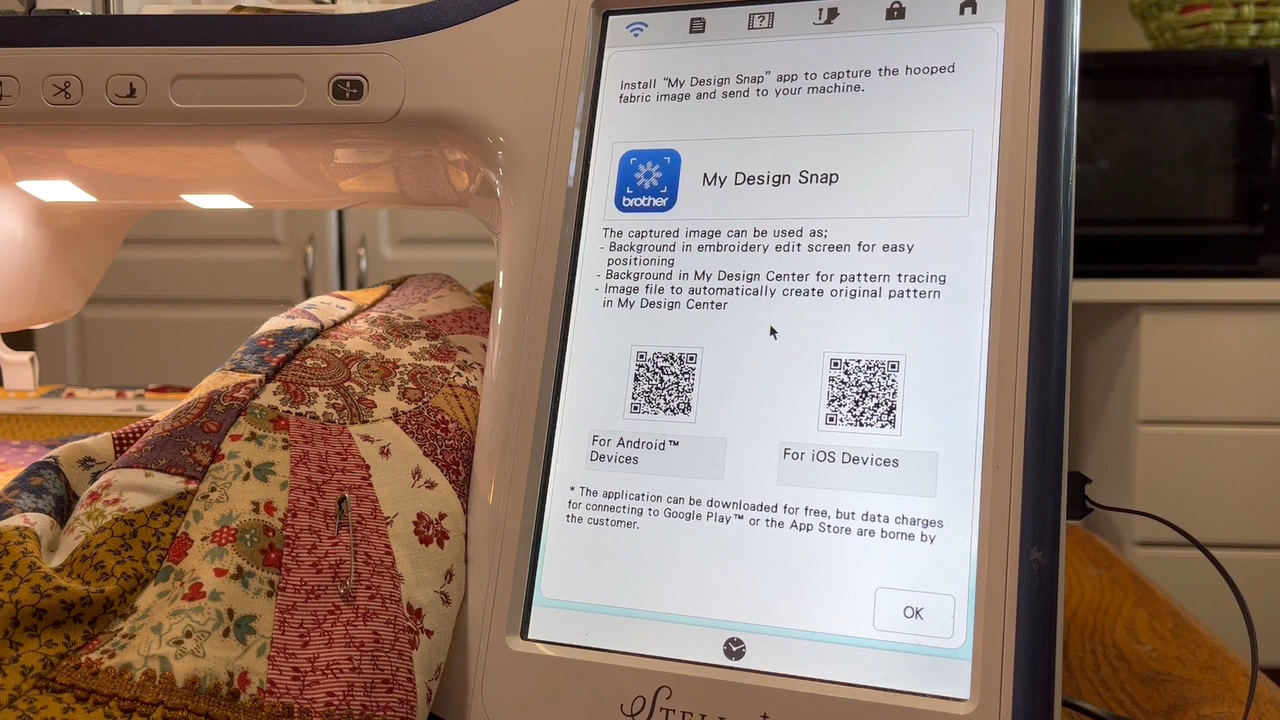 Install “My Design Snap” app to capture the hooped
fabric image and send to your machine.
brother
My Design Snap
The captured image can be used as;
- Background in embroidery edit screen for easy
positioning
- Background in My Design Center for pattern tracing
- Image file to automatically create original pattern
in My Design Center
For Android™
Devices
For iOS Devices
* The application can be downloaded for free, but data charges
for connecting to Google Play™ or the App Store are borne by
the customer.
OK